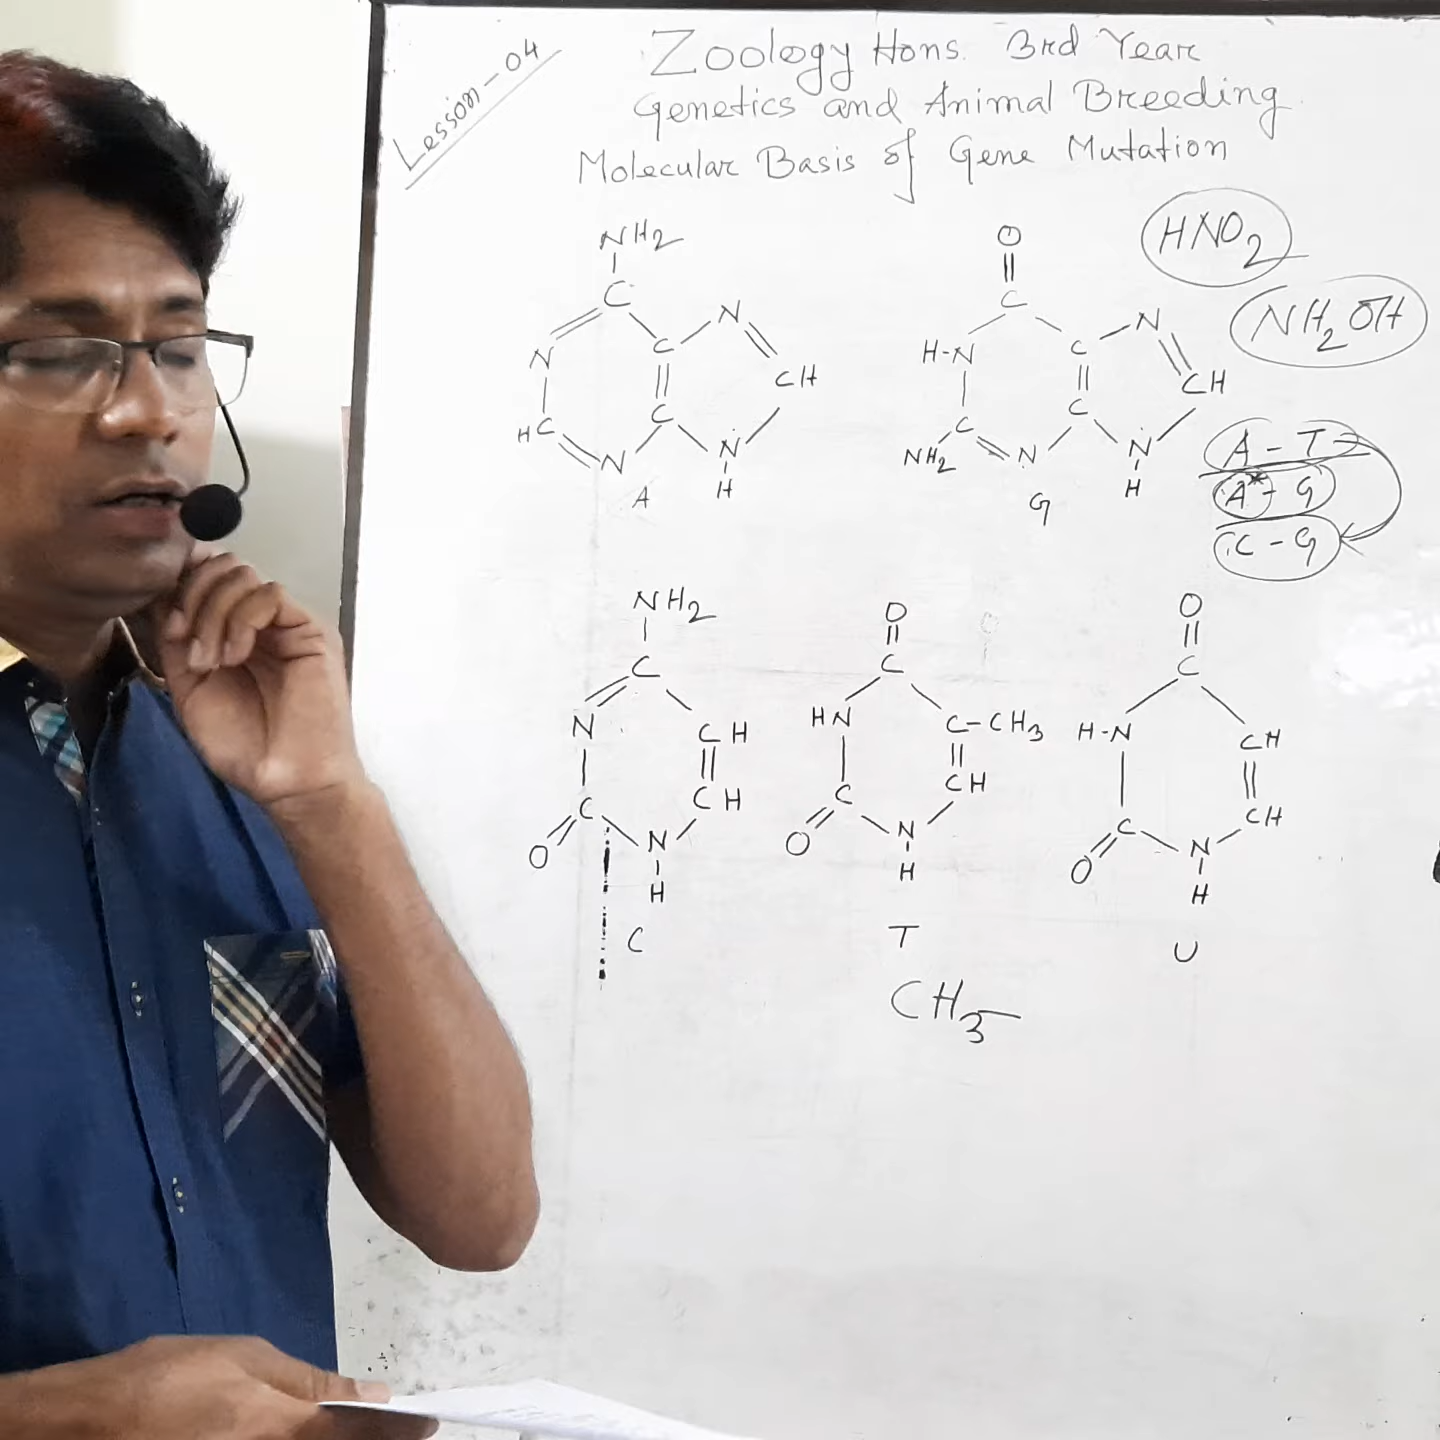 Lesson-04
Zoology Hons. 3rd Year
Genetics and Animal Breeding
Molecular Basis of Gene Mutation
NH2
C
N
N
C
CH
HC
C
N
N
H
A
O
C
H-N
C
N
CH
C
C
NH2
N
N
H
G
HNO2
NH2OH
A - T
A* - G
C - G
NH2
C
N
CH
CH
C
O
N
H
C
O
C
HN
C-CH3
CH
C
O
N
H
T
CH3
O
C
H-N
CH
CH
C
O
N
H
U